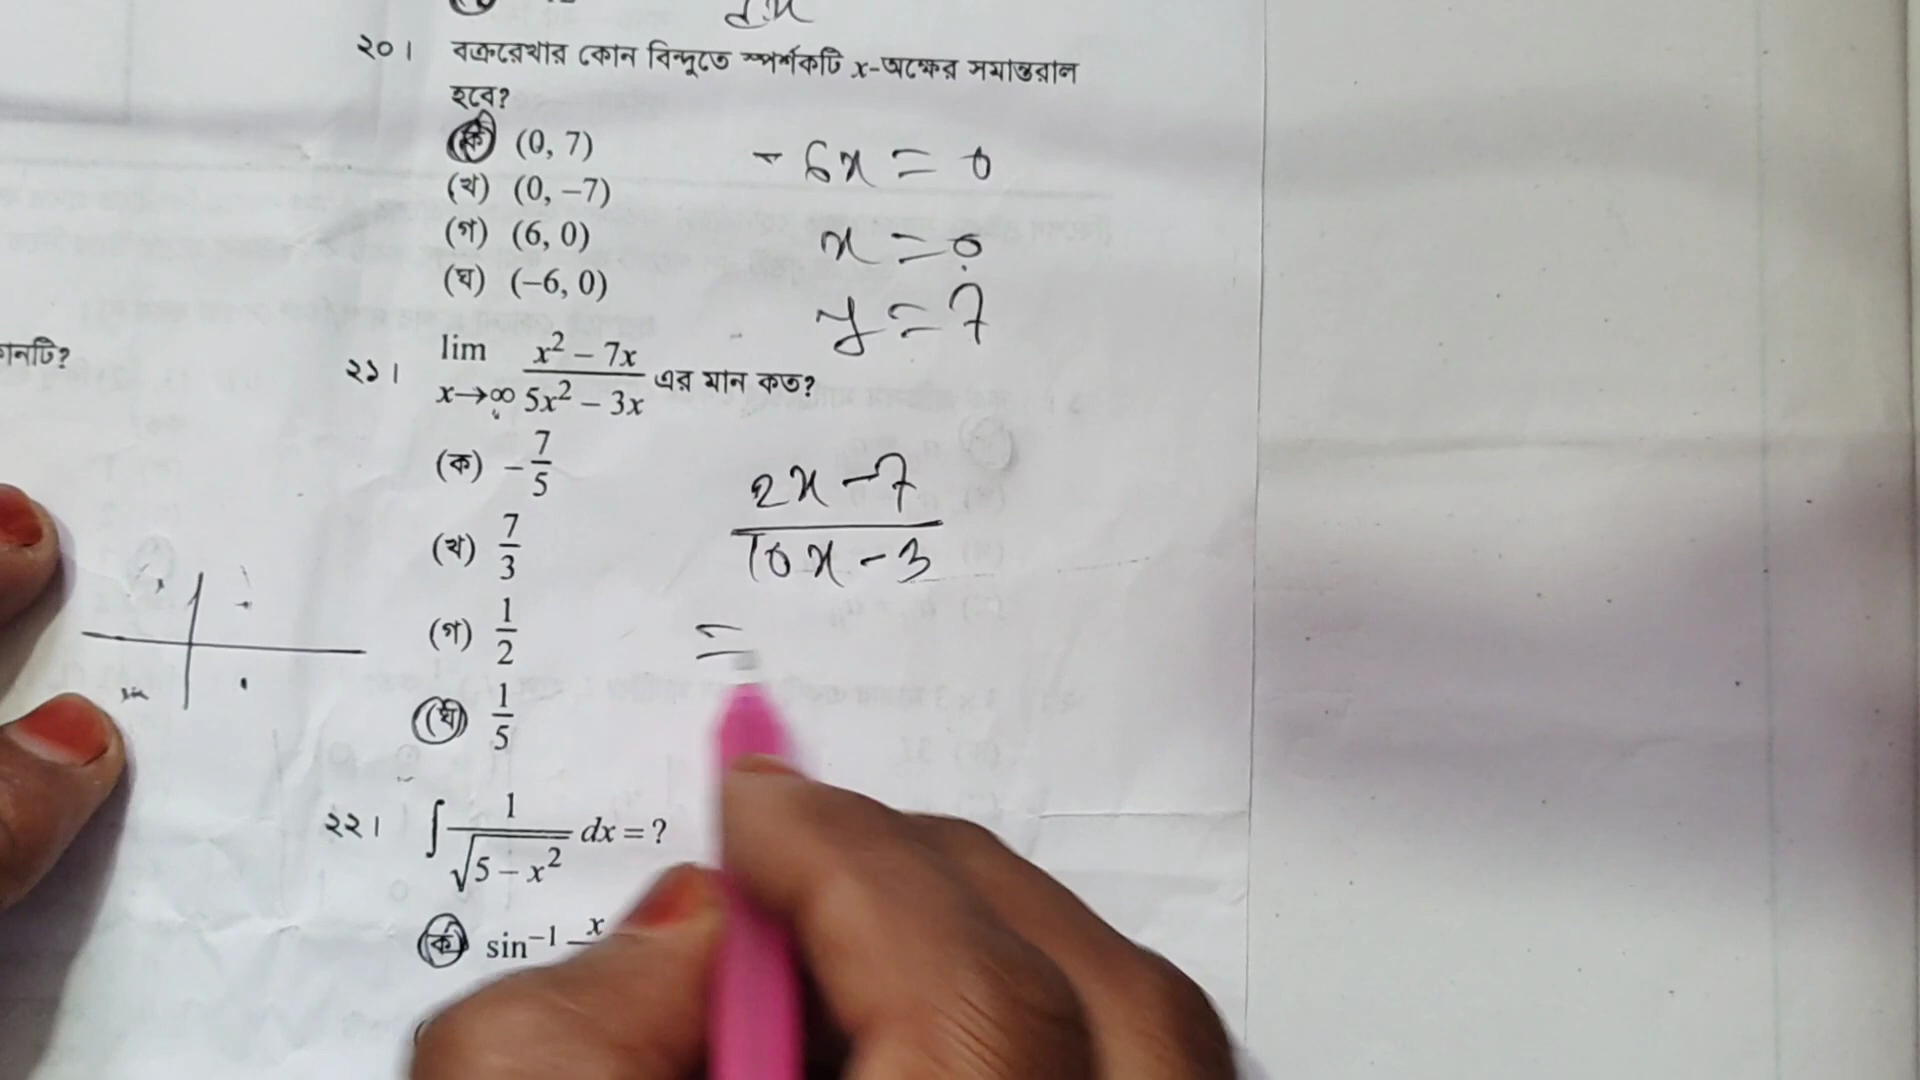 ২০। বক্ররেখার কোন বিন্দুতে স্পর্শকটি x-অক্ষের সমান্তরাল
হবে?
(ক) (0, 7)
(খ) (0, −7)
(গ) (6, 0)
(ঘ) (−6, 0)
− 6x = 0
x = 0
y = 7
নটি?
২১। lim x→∞ (x² − 7x)/(5x² − 3x) এর মান কত?
(ক) −7/5
(খ) 7/3
(গ) 1/2
(ঘ) 1/5
2x − 7
10x − 3
=
sin
২২। ∫ 1/√(5 − x²) dx = ?
(ক) sin⁻¹ x